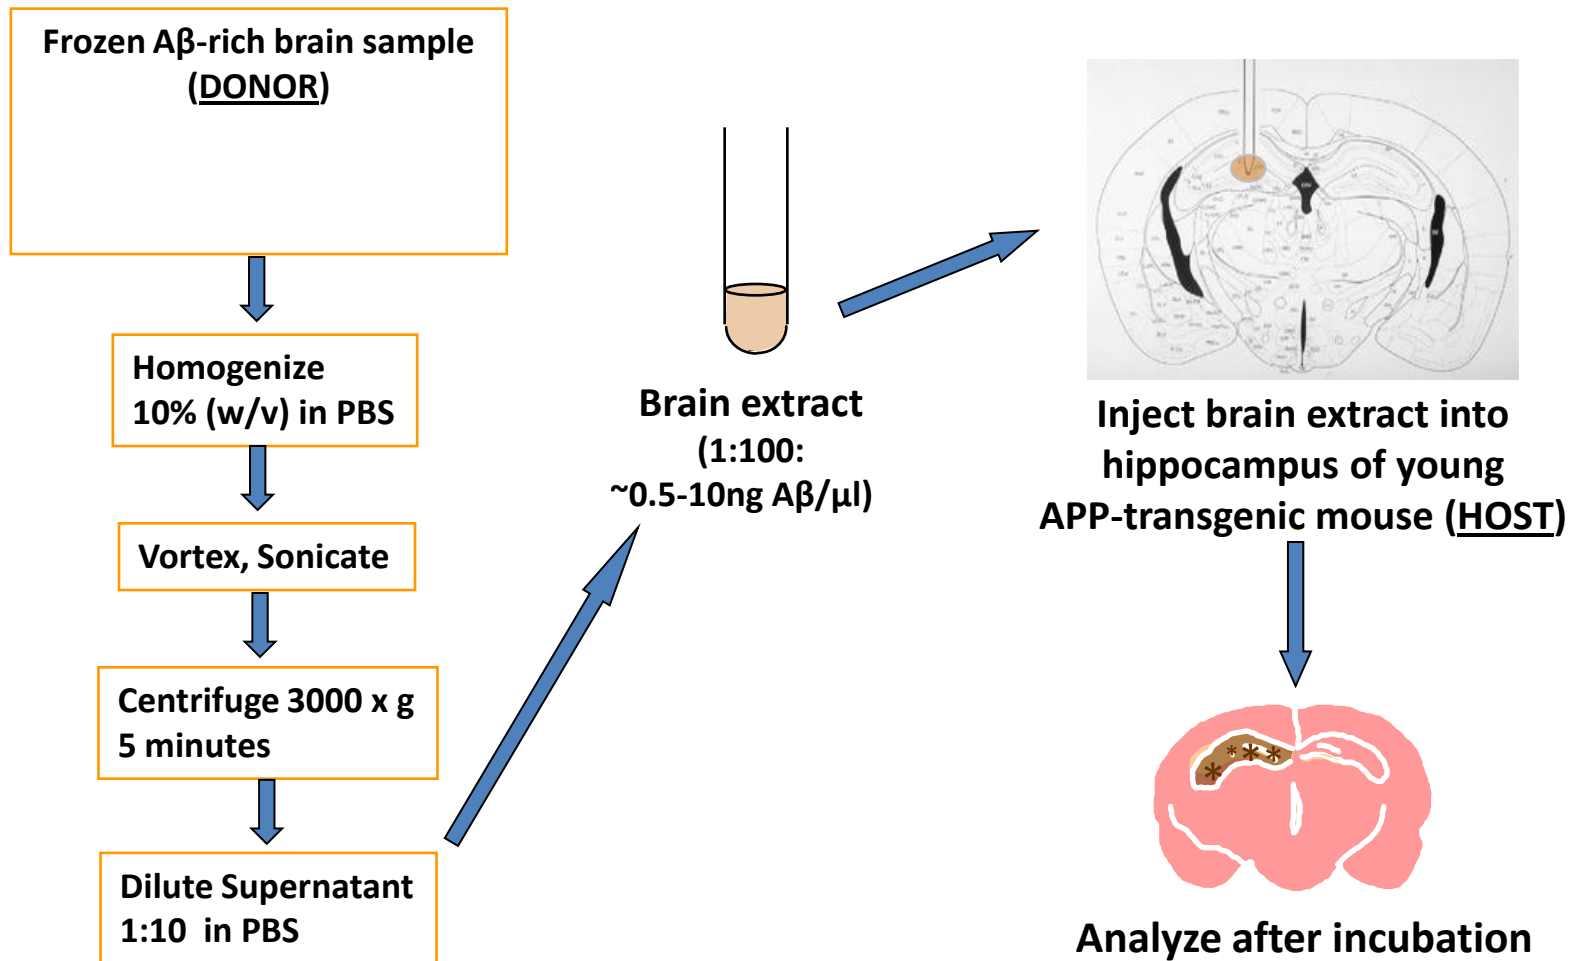 Frozen Aβ-rich brain sample
(DONOR)
Homogenize
10% (w/v) in PBS
Vortex, Sonicate
Centrifuge 3000 x g
5 minutes
Dilute Supernatant
1:10 in PBS
Brain extract
(1:100:
~0.5-10ng Aβ/µl)
Inject brain extract into
hippocampus of young
APP-transgenic mouse (HOST)
Analyze after incubation